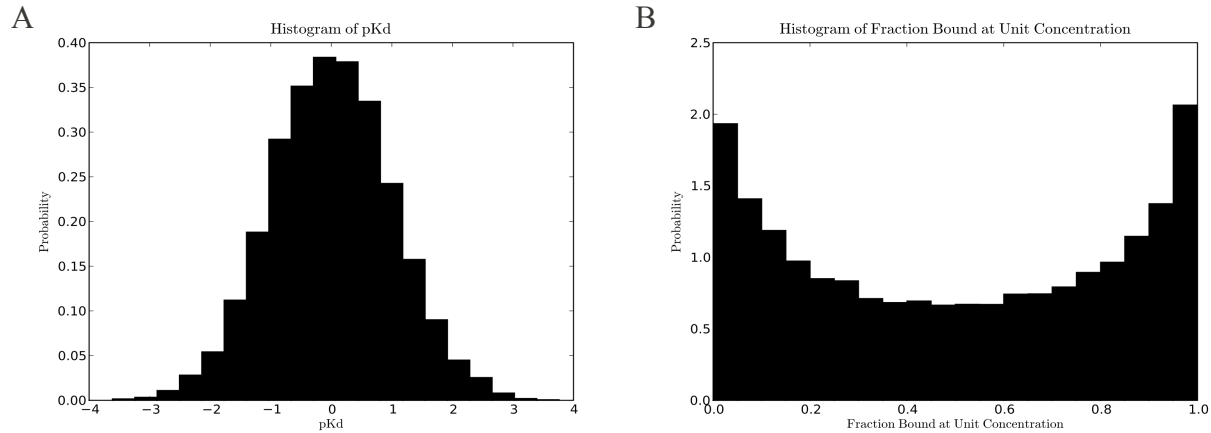 A
Histogram of pKd
0.40
0.35
0.30
0.25
0.20
0.15
0.10
0.05
0.00
Probability
−4 −3 −2 −1 0 1 2 3 4
pKd
B
Histogram of Fraction Bound at Unit Concentration
2.5
2.0
1.5
1.0
0.5
0.0
Probability
0.0 0.2 0.4 0.6 0.8 1.0
Fraction Bound at Unit Concentration